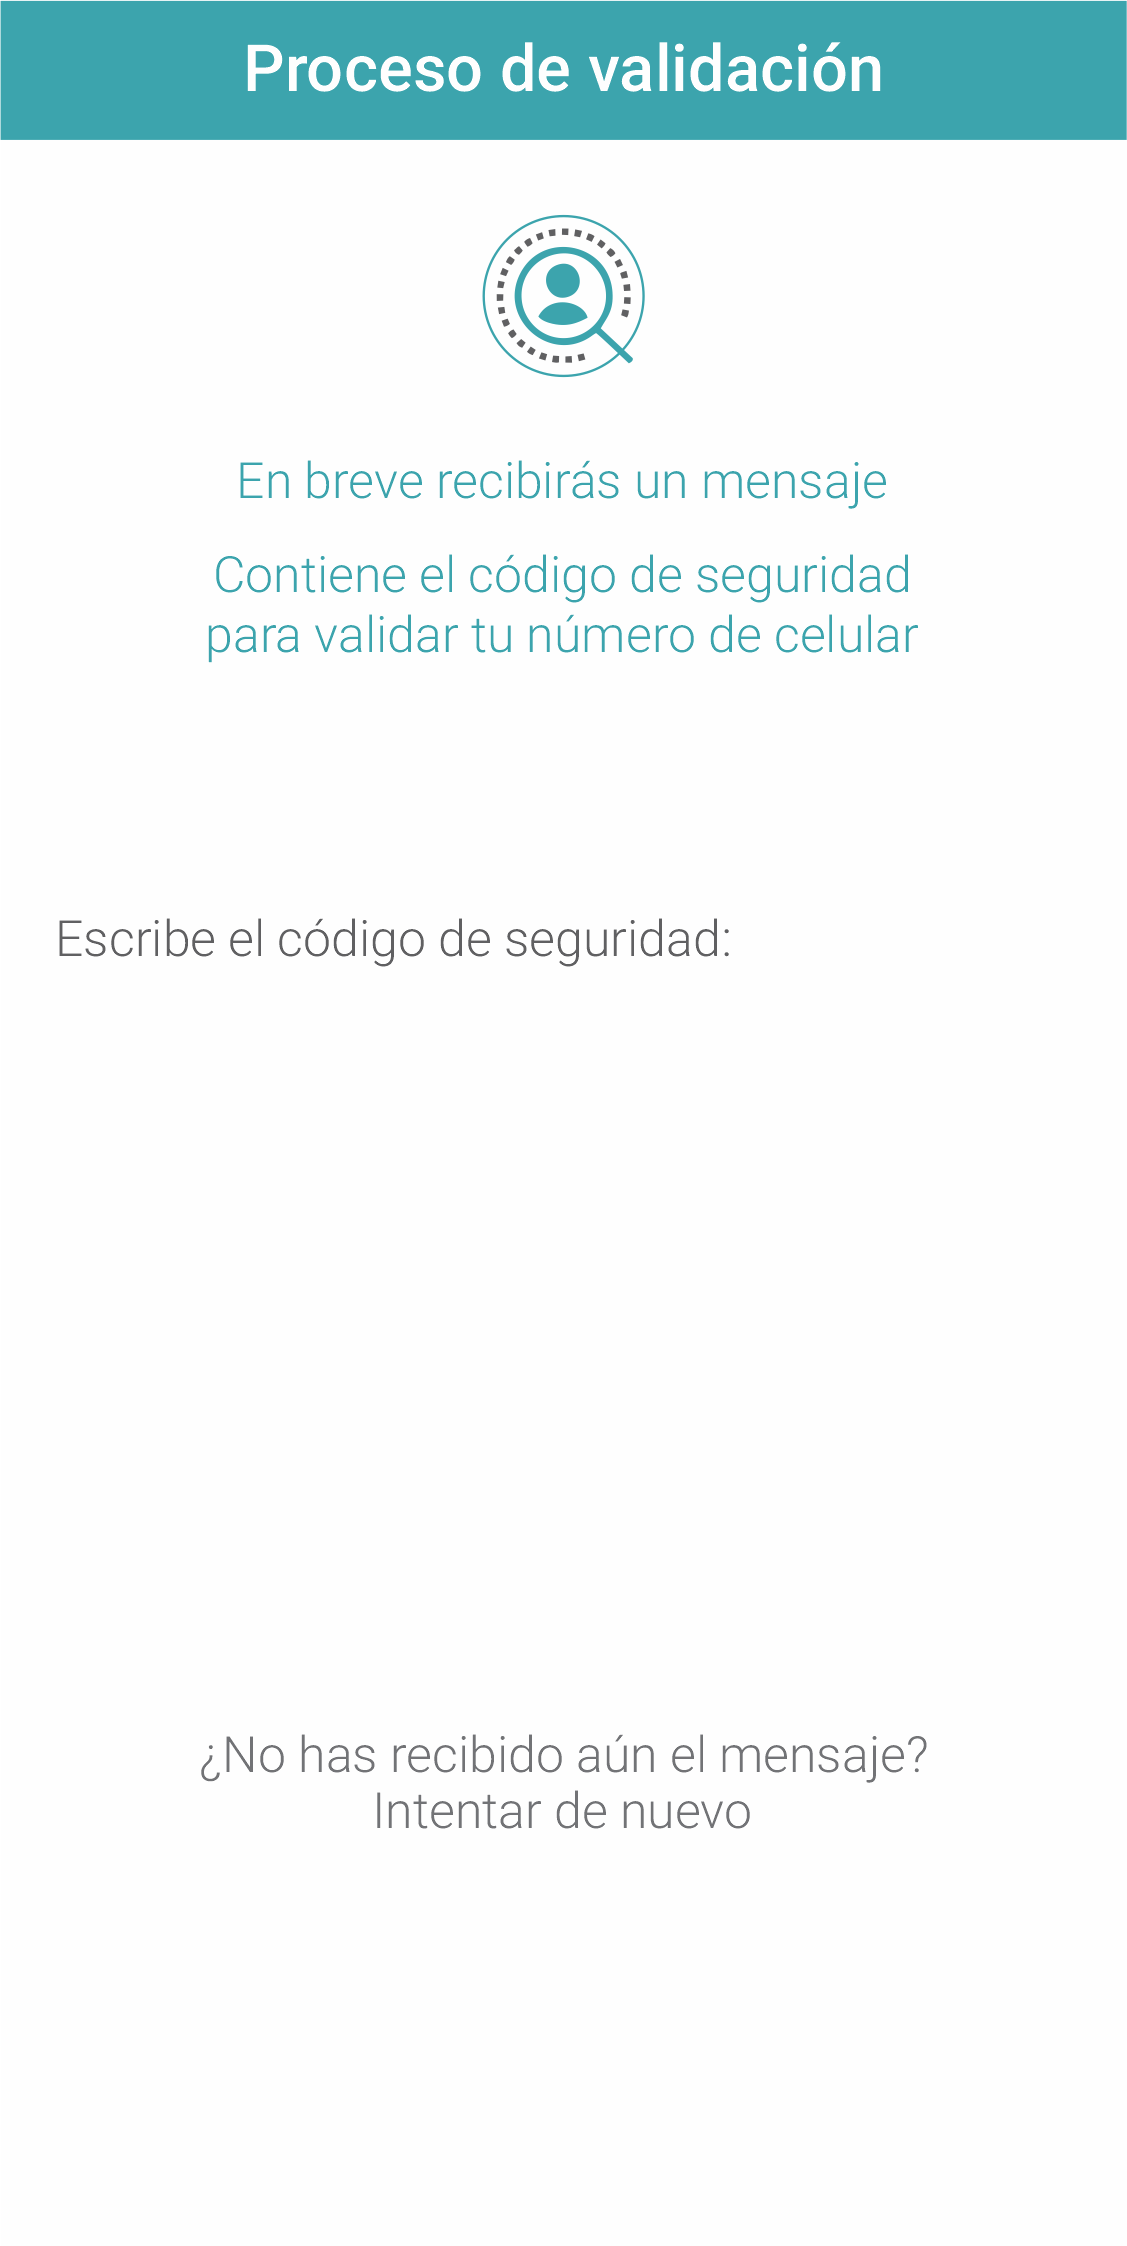 Proceso de validación
En breve recibirás un mensaje
Contiene el código de seguridad
para validar tu número de celular
Escribe el código de seguridad:
¿No has recibido aún el mensaje?
Intentar de nuevo